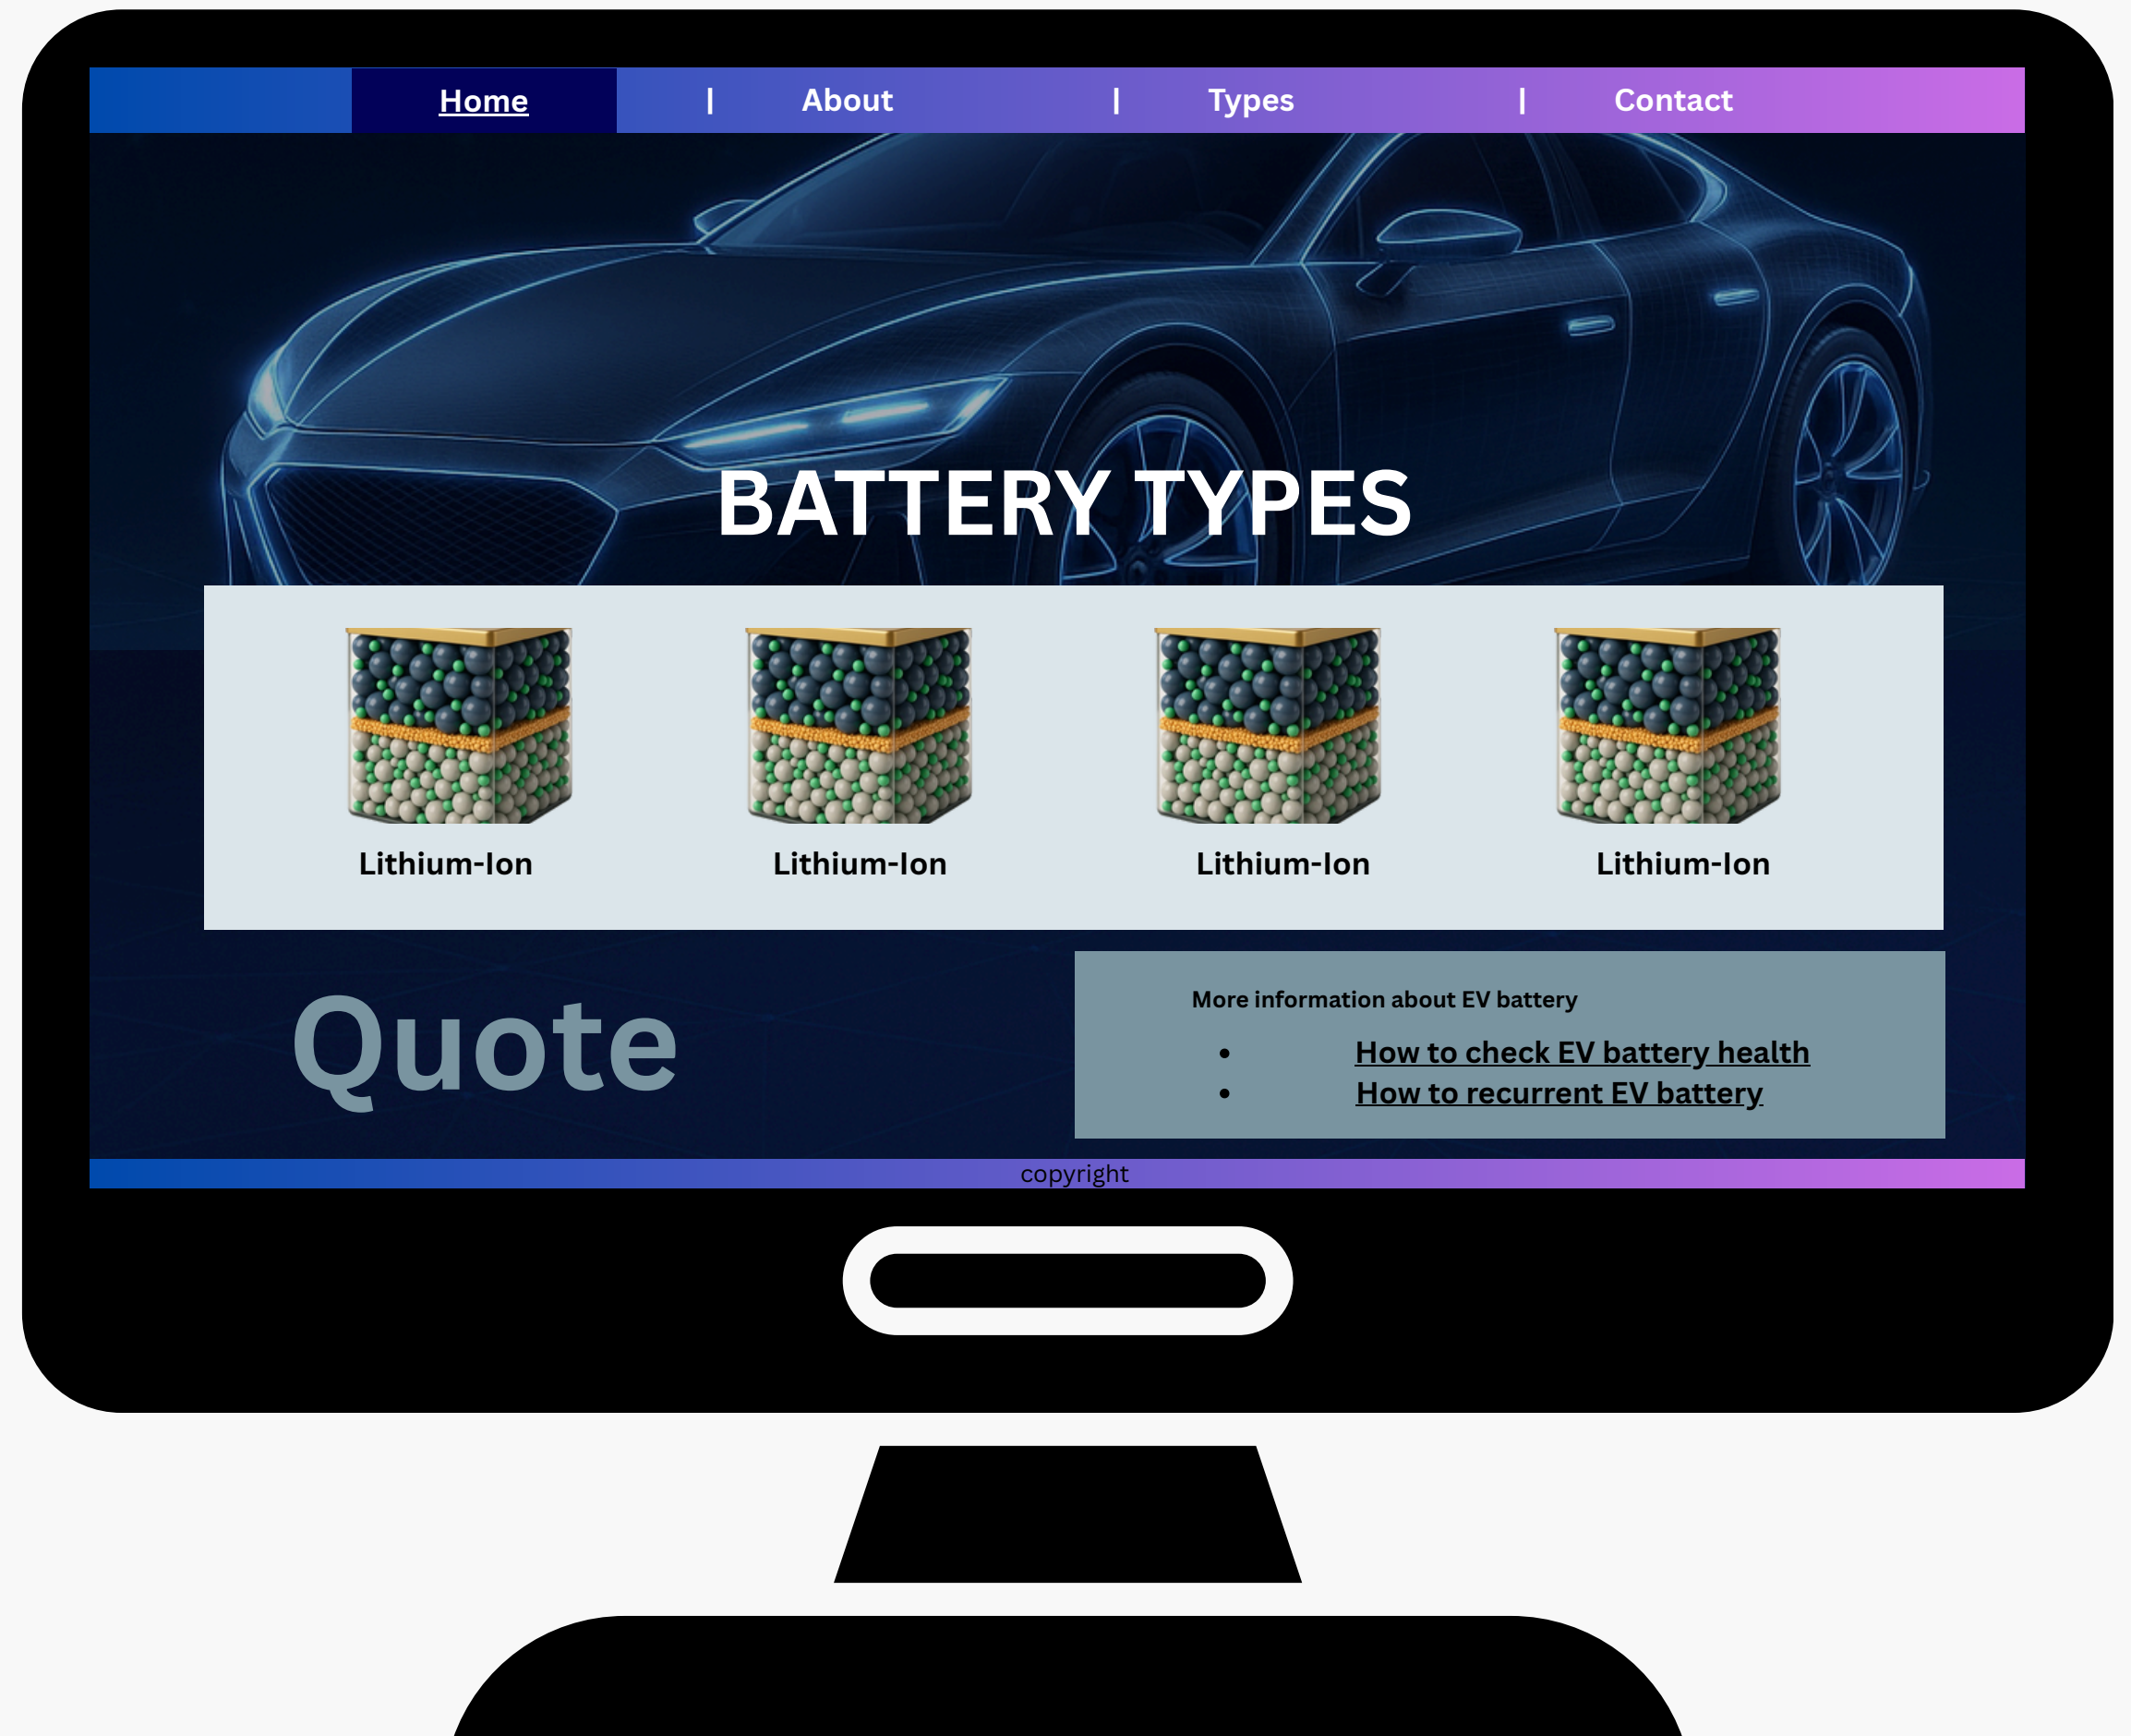 Home | About | Types | Contact
BATTERY TYPES
Lithium-Ion Lithium-Ion Lithium-Ion Lithium-Ion
Quote
More information about EV battery
• How to check EV battery health
• How to recurrent EV battery
copyright